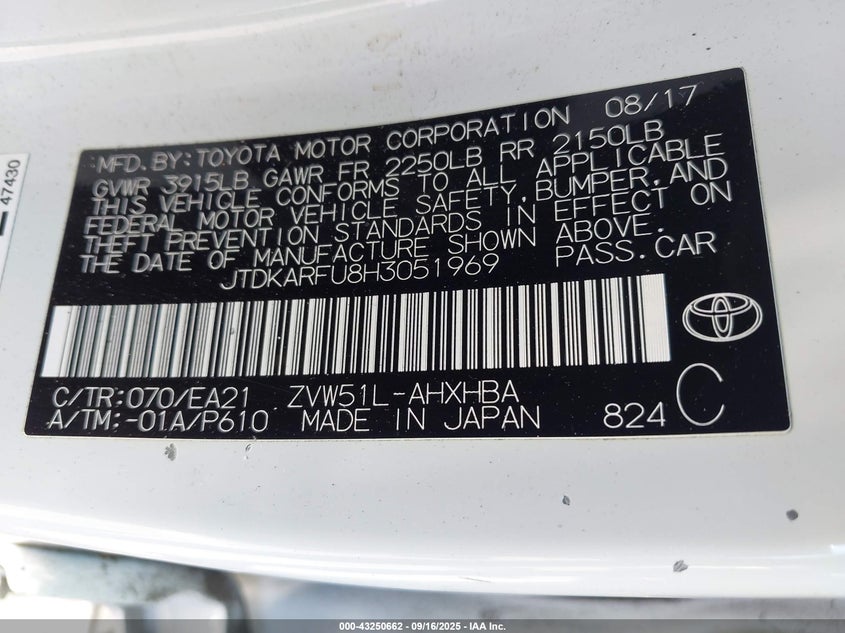 47430
MFD.BY:TOYOTA MOTOR CORPORATION 08/17
GVWR 3915LB GAWR FR 2250LB RR 2150LB
THIS VEHICLE CONFORMS TO ALL APPLICABLE
FEDERAL MOTOR VEHICLE SAFETY,BUMPER,AND
THEFT PREVENTION STANDARDS IN EFFECT ON
THE DATE OF MANUFACTURE SHOWN ABOVE.
JTDKARFU8H3051969 PASS.CAR
C/TR:070/EA21 ZVW51L-AHXHBA
A/TM:-01A/P610 MADE IN JAPAN 824 C
000-43250662 - 09/16/2025 - IAA Inc.